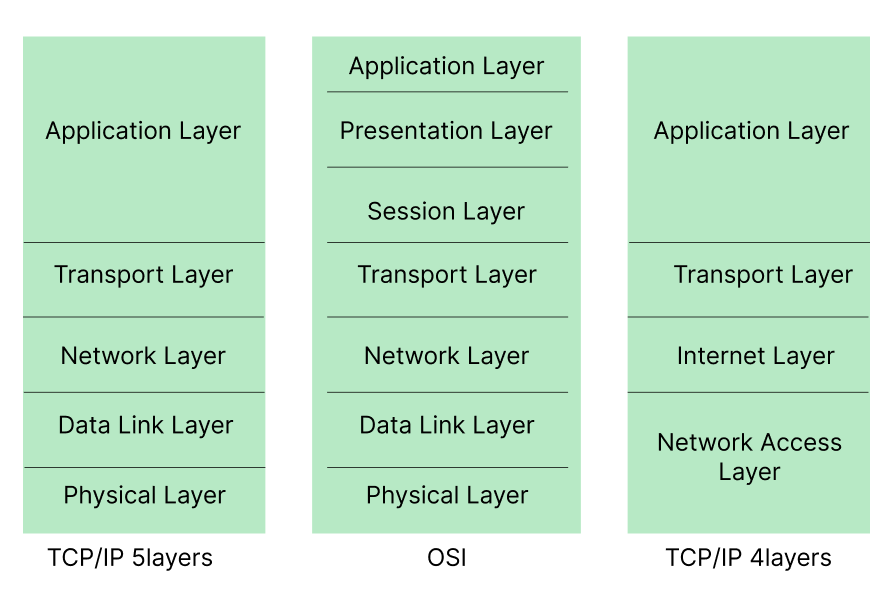 Application Layer
Transport Layer
Network Layer
Data Link Layer
Physical Layer
TCP/IP 5layers
Application Layer
Presentation Layer
Session Layer
Transport Layer
Network Layer
Data Link Layer
Physical Layer
OSI
Application Layer
Transport Layer
Internet Layer
Network Access
Layer
TCP/IP 4layers